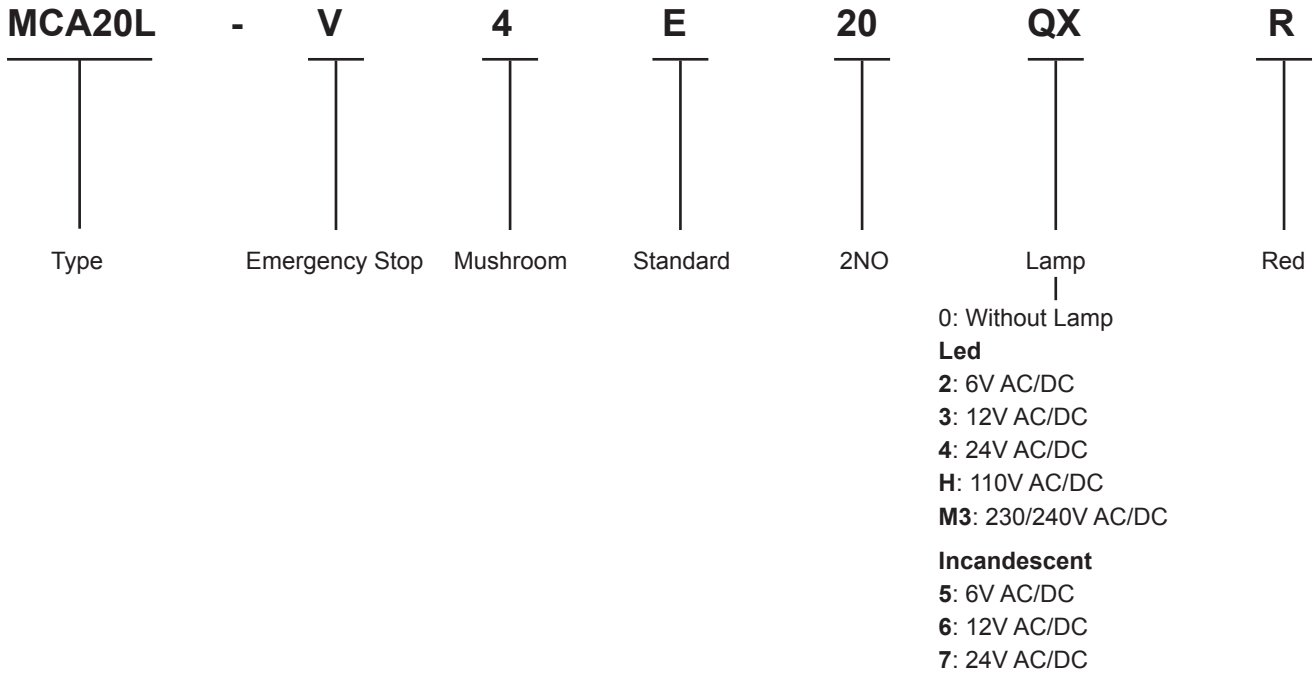 MCA20L - V 4 E 20 QX R
Type Emergency Stop Mushroom Standard 2NO Lamp Red
0: Without Lamp
Led
2: 6V AC/DC
3: 12V AC/DC
4: 24V AC/DC
H: 110V AC/DC
M3: 230/240V AC/DC
Incandescent
5: 6V AC/DC
6: 12V AC/DC
7: 24V AC/DC